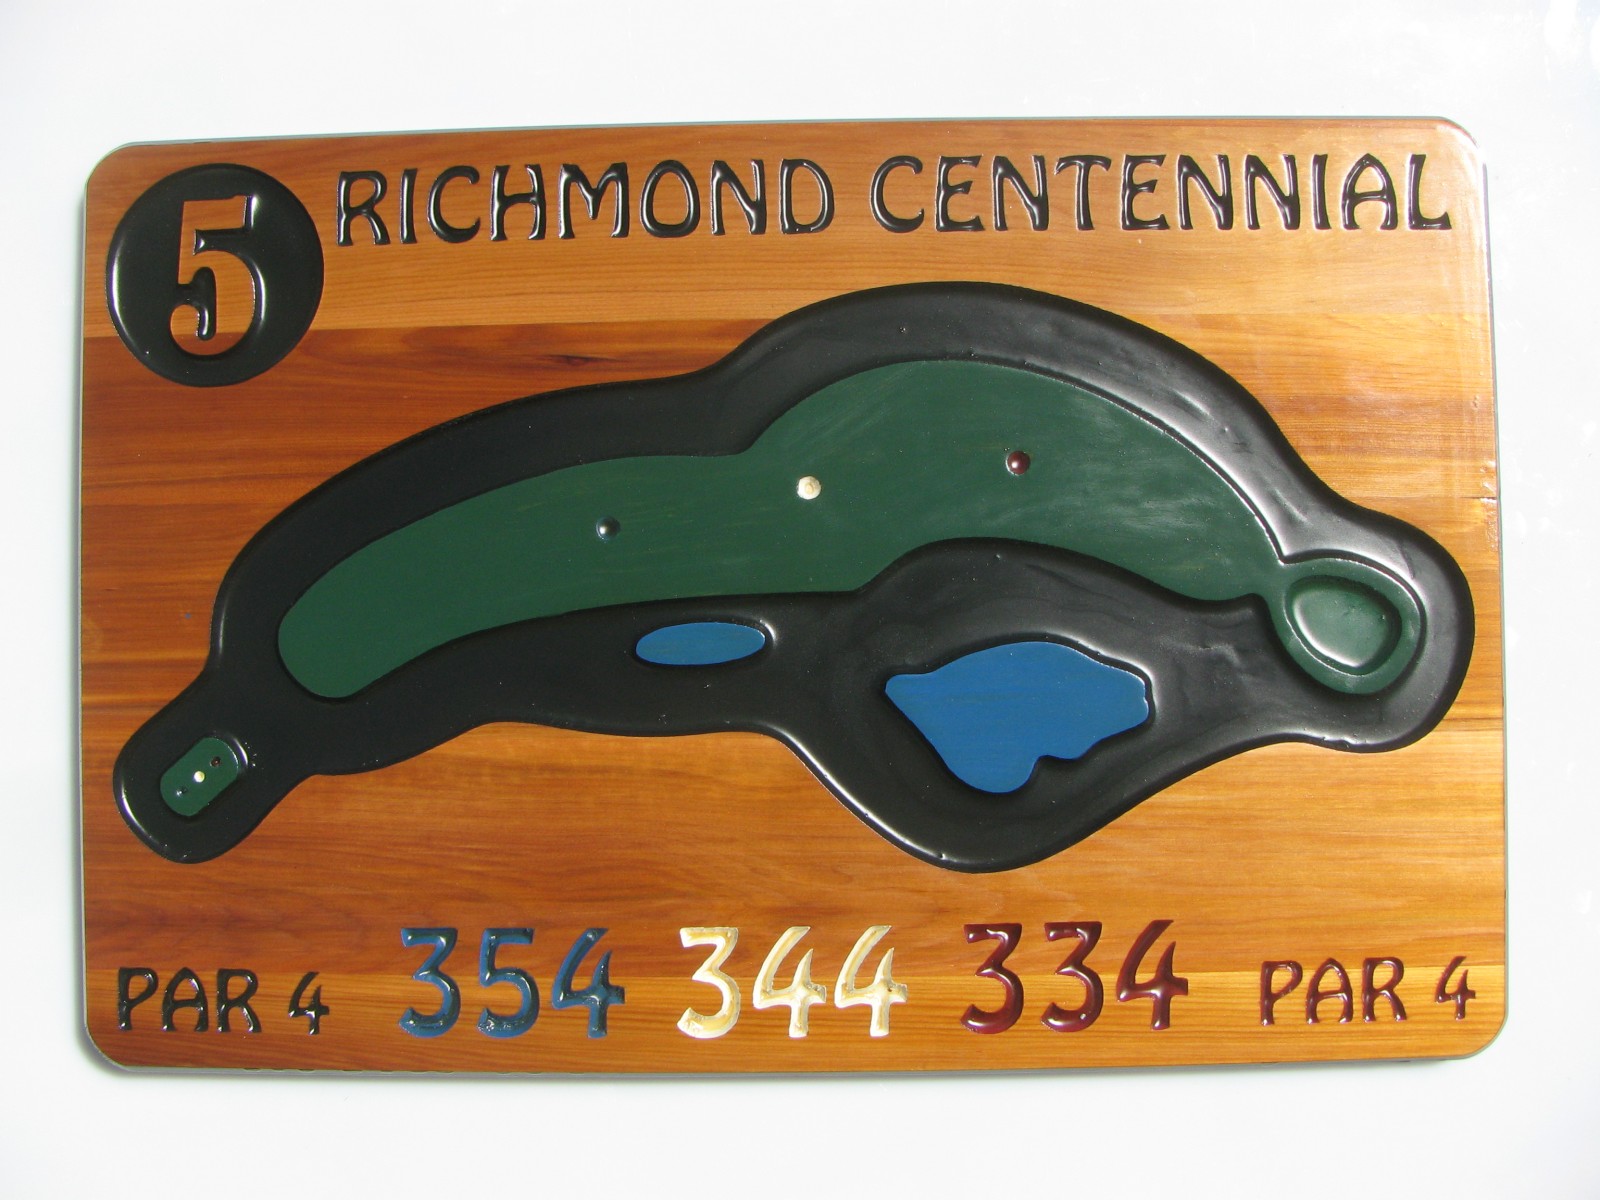 5 RICHMOND CENTENNIAL
PAR 4 354 344 334 PAR 4